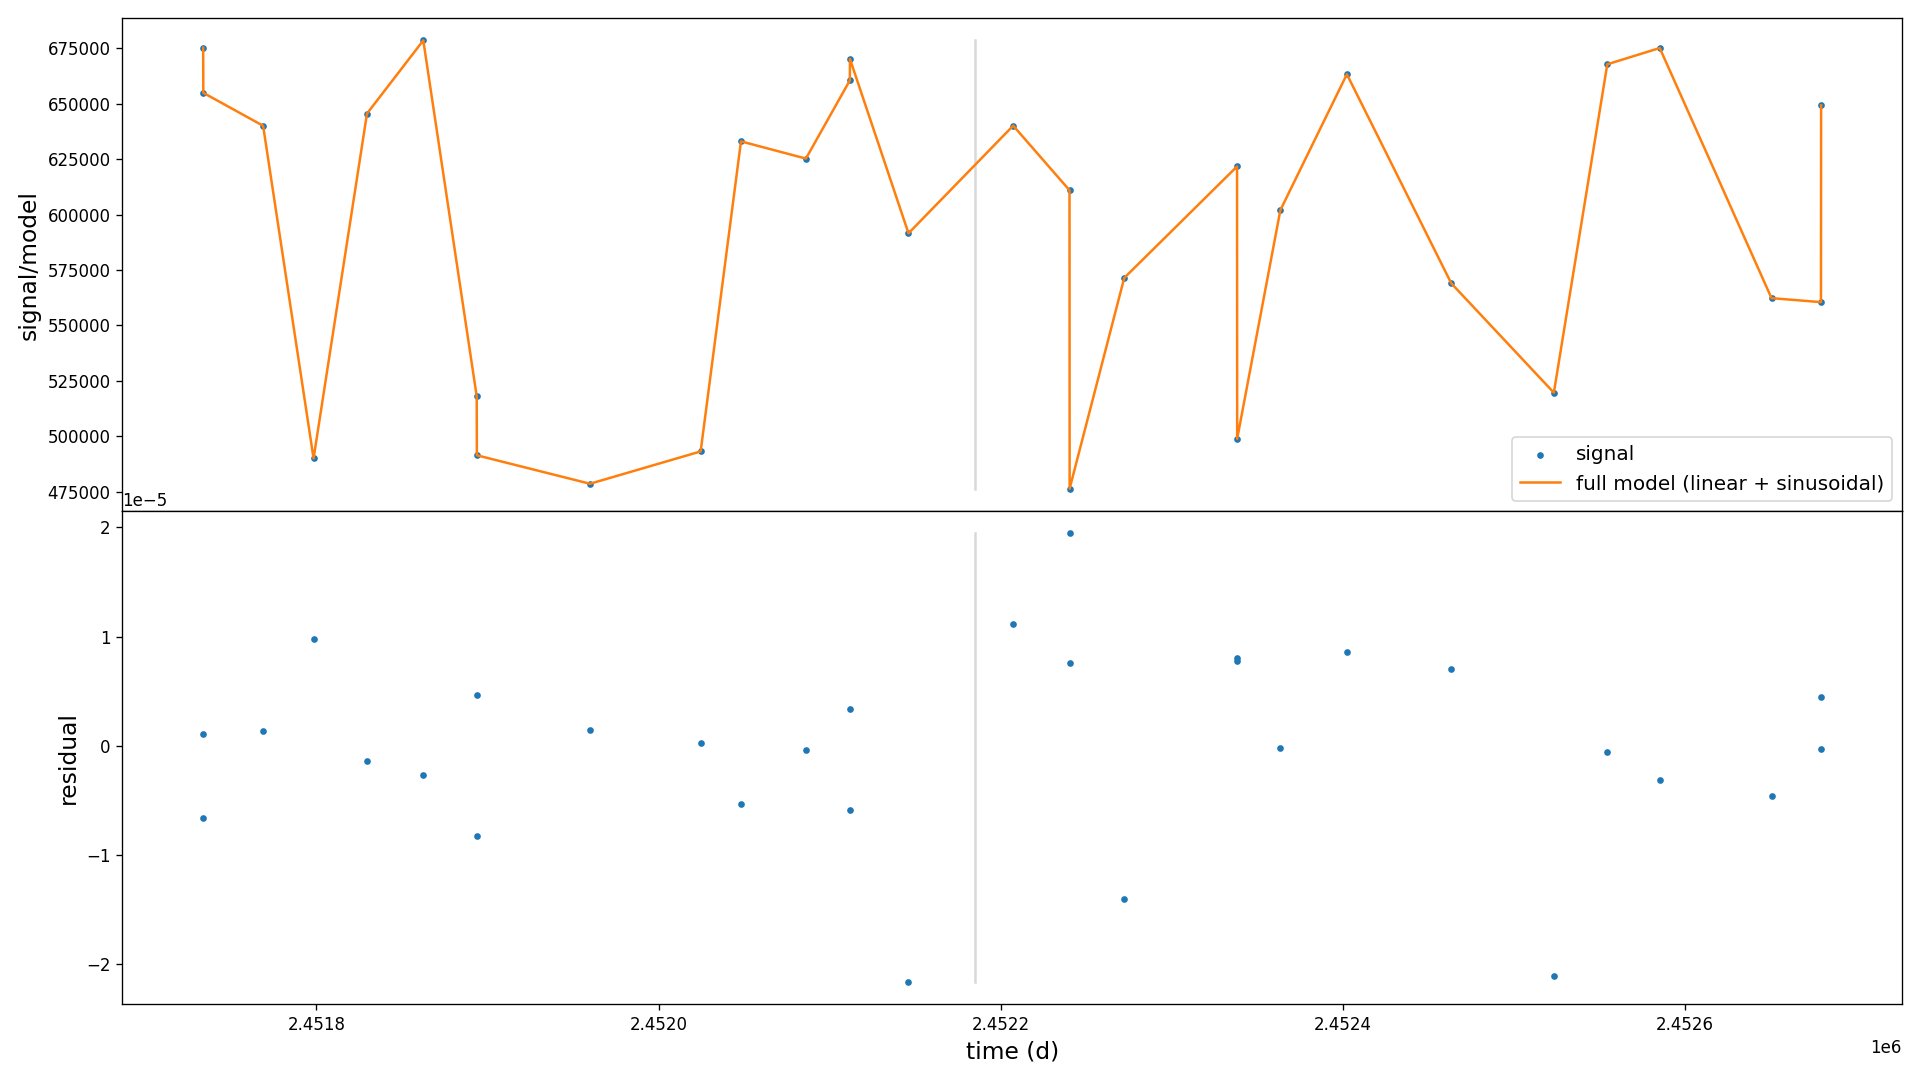 675000
650000
625000
600000
575000
550000
525000
500000
475000
signal/model
signal
full model (linear + sinusoidal)
1e−5
2
1
0
−1
−2
residual
2.4518
2.4520
2.4522
2.4524
2.4526
time (d)
1e6